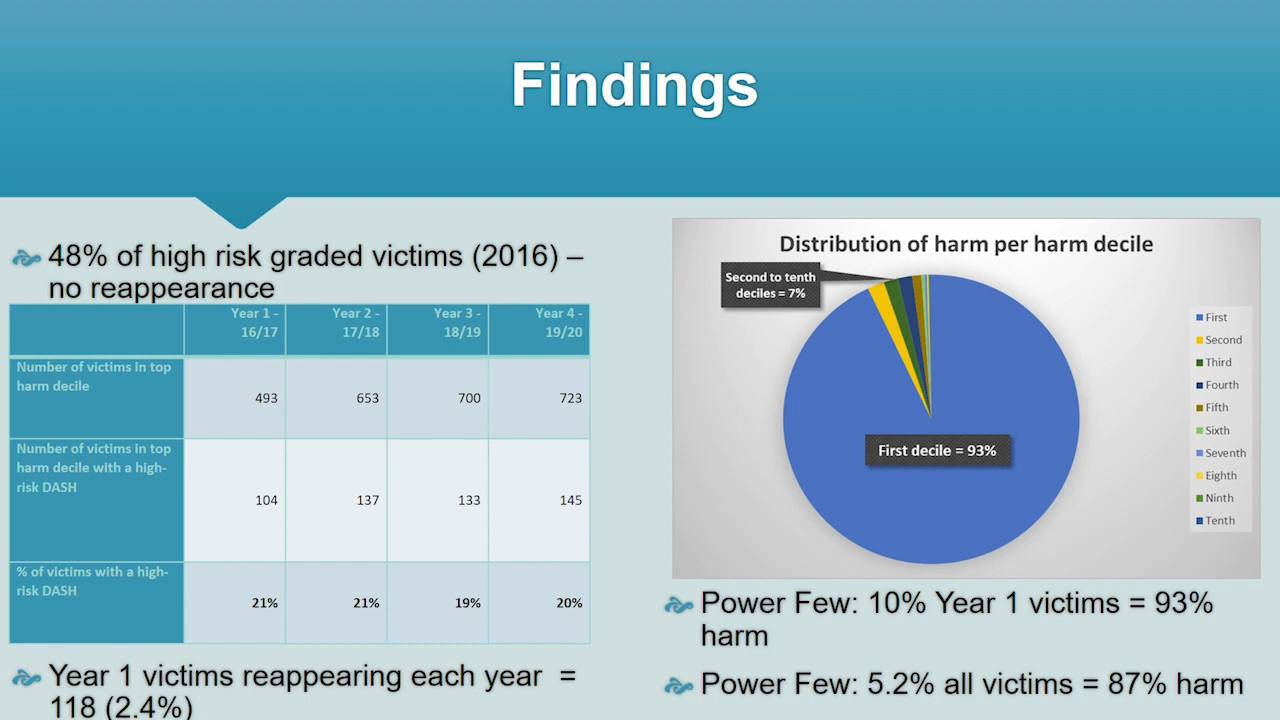 Findings
48% of high risk graded victims (2016) –
no reappearance
Year 1 - 16/17 Year 2 - 17/18 Year 3 - 18/19 Year 4 - 19/20
Number of victims in top harm decile 493 653 700 723
Number of victims in top harm decile with a high-risk DASH 104 137 133 145
% of victims with a high-risk DASH 21% 21% 19% 20%
Year 1 victims reappearing each year =
118 (2.4%)
Distribution of harm per harm decile
Second to tenth
deciles = 7%
First decile = 93%
First
Second
Third
Fourth
Fifth
Sixth
Seventh
Eighth
Ninth
Tenth
Power Few: 10% Year 1 victims = 93%
harm
Power Few: 5.2% all victims = 87% harm